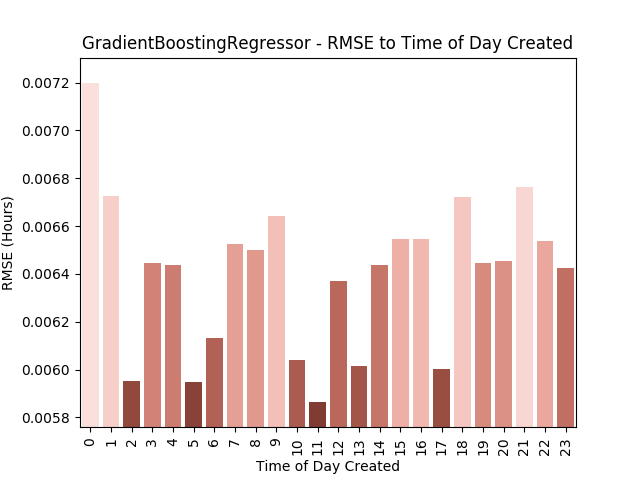 GradientBoostingRegressor - RMSE to Time of Day Created
RMSE (Hours)
0.0072
0.0070
0.0068
0.0066
0.0064
0.0062
0.0060
0.0058
0 1 2 3 4 5 6 7 8 9 10 11 12 13 14 15 16 17 18 19 20 21 22 23
Time of Day Created